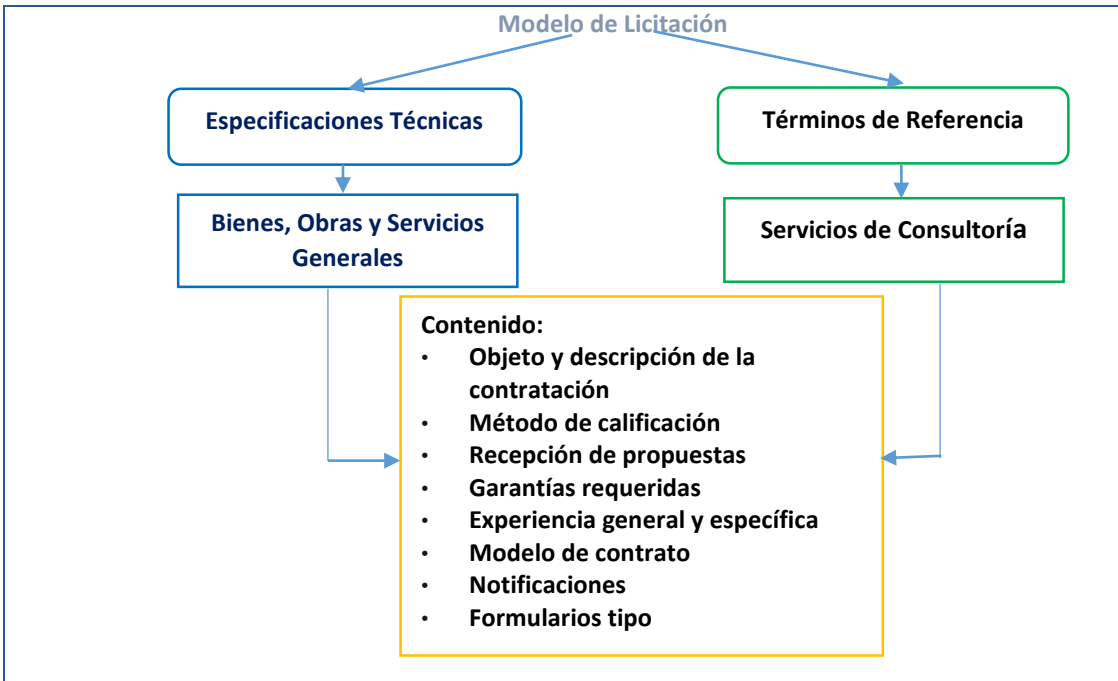 Modelo de Licitación
Especificaciones Técnicas
Términos de Referencia
Bienes, Obras y Servicios
Generales
Servicios de Consultoría
Contenido:
• Objeto y descripción de la
contratación
• Método de calificación
• Recepción de propuestas
• Garantías requeridas
• Experiencia general y específica
• Modelo de contrato
• Notificaciones
• Formularios tipo